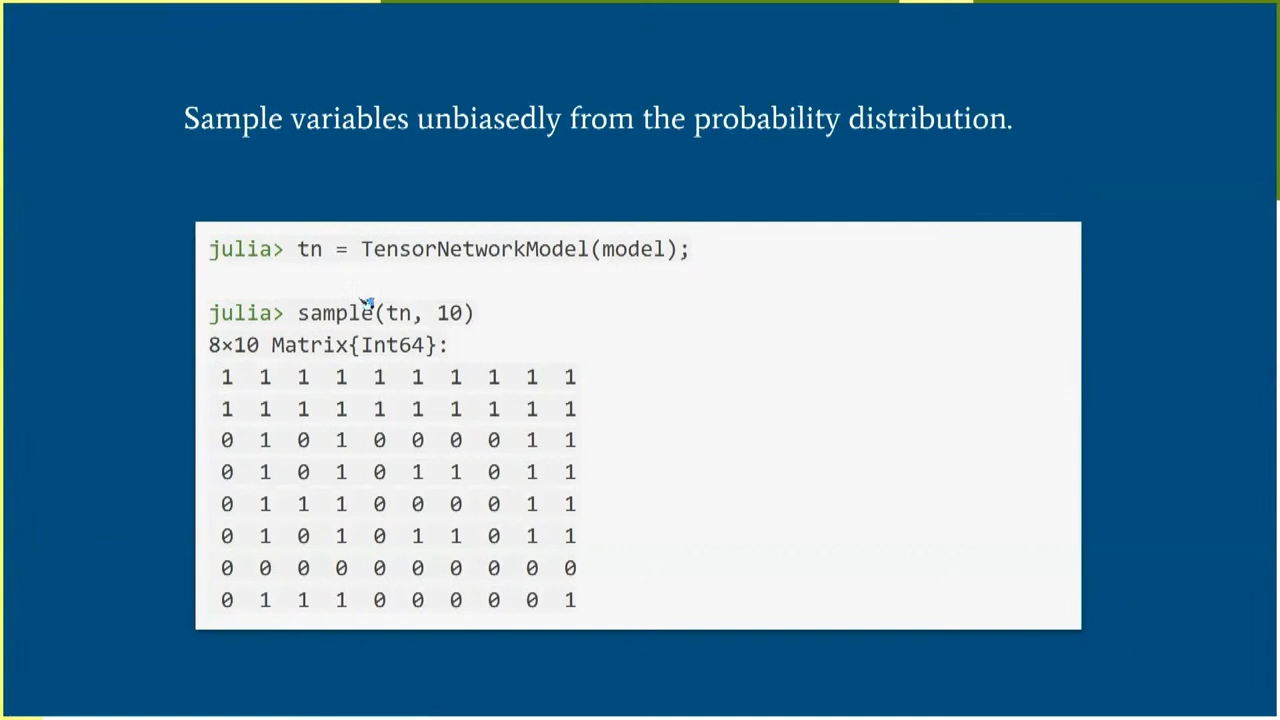 Sample variables unbiasedly from the probability distribution.
julia> tn = TensorNetworkModel(model);
julia> sample(tn, 10)
8×10 Matrix{Int64}:
1 1 1 1 1 1 1 1 1 1
1 1 1 1 1 1 1 1 1 1
0 1 0 1 0 0 0 0 1 1
0 1 0 1 0 1 1 0 1 1
0 1 1 1 0 0 0 0 1 1
0 1 0 1 0 1 1 0 1 1
0 0 0 0 0 0 0 0 0 0
0 1 1 1 0 0 0 0 0 1